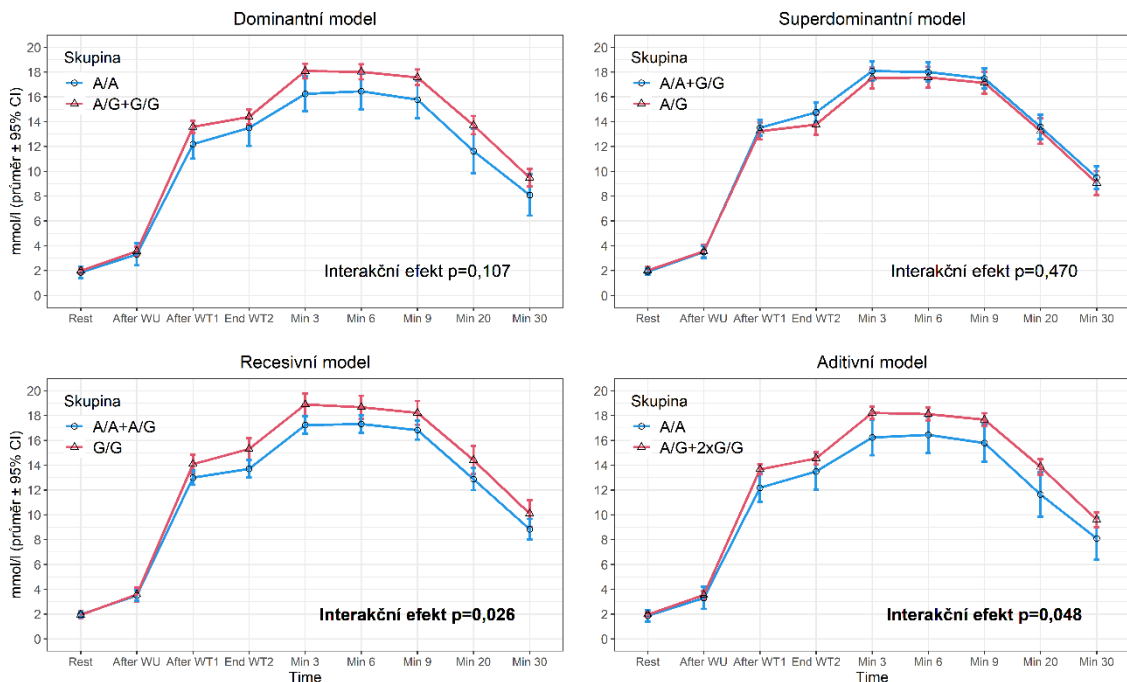 Dominantní model
mmol/l (průměr ± 95% CI)
20
18
16
14
12
10
8
6
4
2
0
Skupina
A/A
A/G+G/G
Interakční efekt p=0,107
Rest After WU After WT1 End WT2 Min 3 Min 6 Min 9 Min 20 Min 30
Superdominantní model
20
18
16
14
12
10
8
6
4
2
0
Skupina
A/A+G/G
A/G
Interakční efekt p=0,470
Rest After WU After WT1 End WT2 Min 3 Min 6 Min 9 Min 20 Min 30
Recesivní model
mmol/l (průměr ± 95% CI)
20
18
16
14
12
10
8
6
4
2
0
Skupina
A/A+A/G
G/G
Interakční efekt p=0,026
Rest After WU After WT1 End WT2 Min 3 Min 6 Min 9 Min 20 Min 30
Time
Aditivní model
20
18
16
14
12
10
8
6
4
2
0
Skupina
A/A
A/G+2xG/G
Interakční efekt p=0,048
Rest After WU After WT1 End WT2 Min 3 Min 6 Min 9 Min 20 Min 30
Time